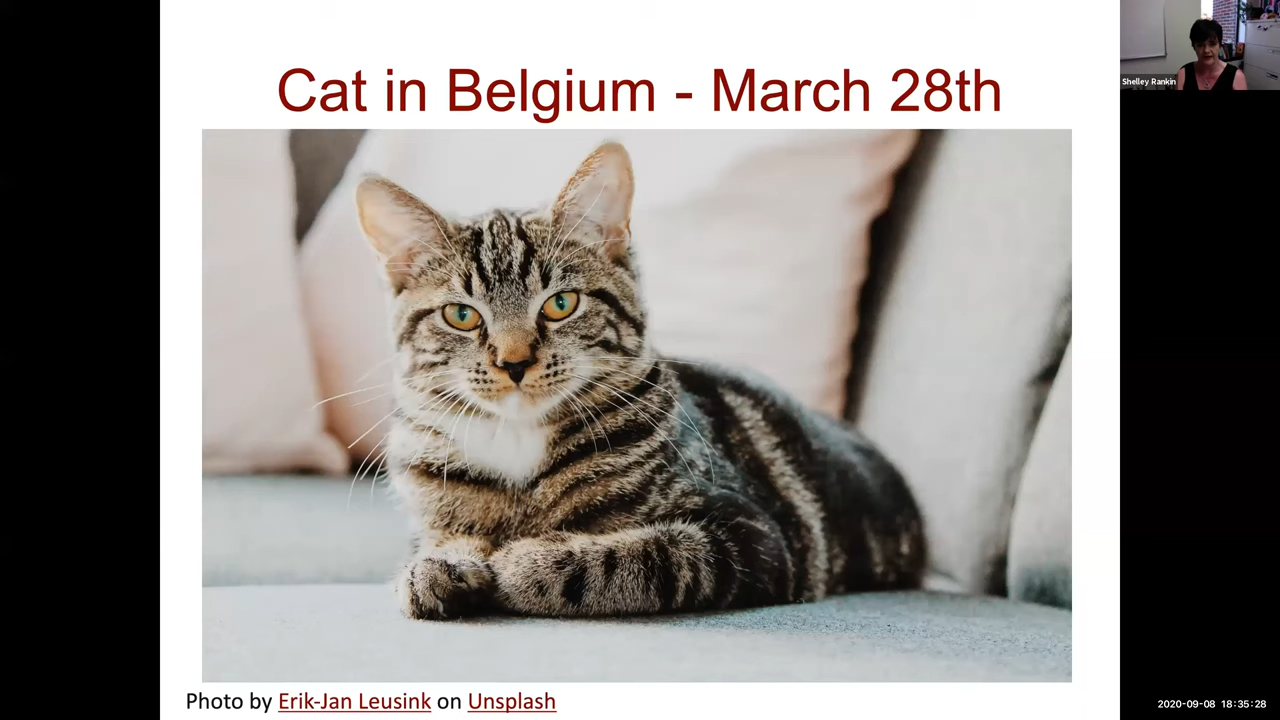 Cat in Belgium - March 28th
Shelley Rankin
Photo by Erik-Jan Leusink on Unsplash
2020-09-08 18:35:28